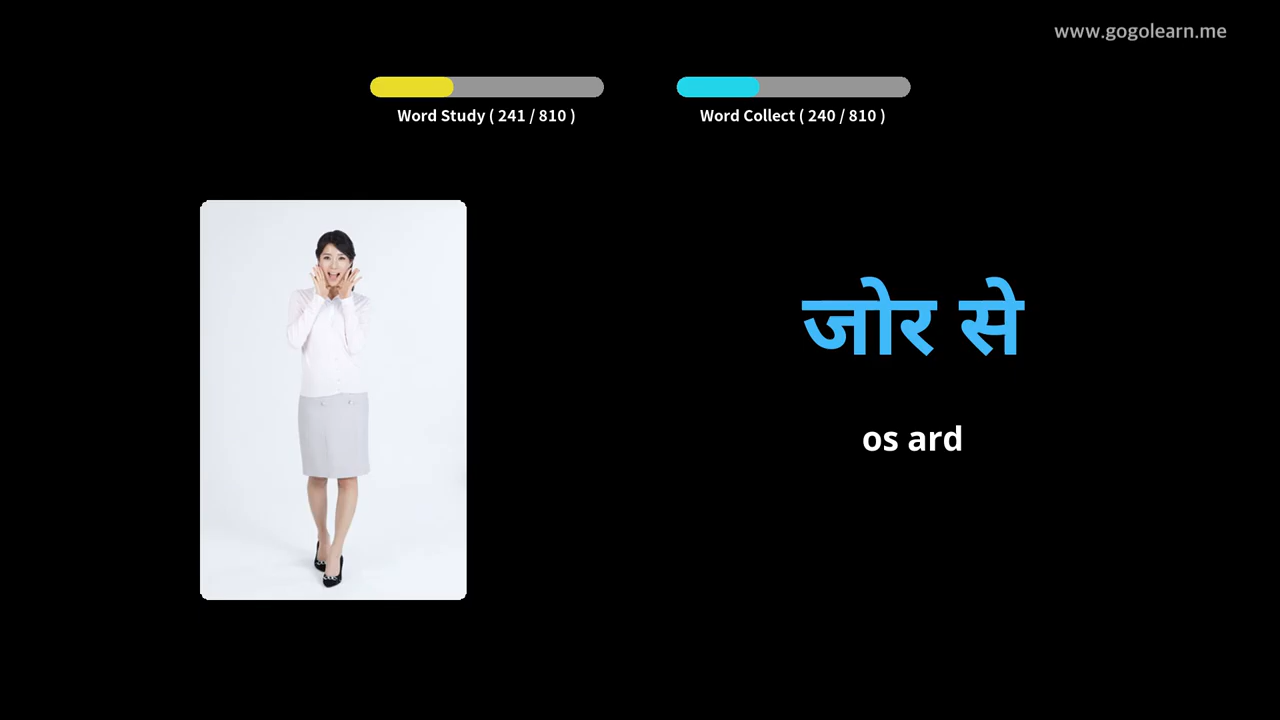 www.gogolearn.me
Word Study ( 241 / 810 )
Word Collect ( 240 / 810 )
जोर से
os ard